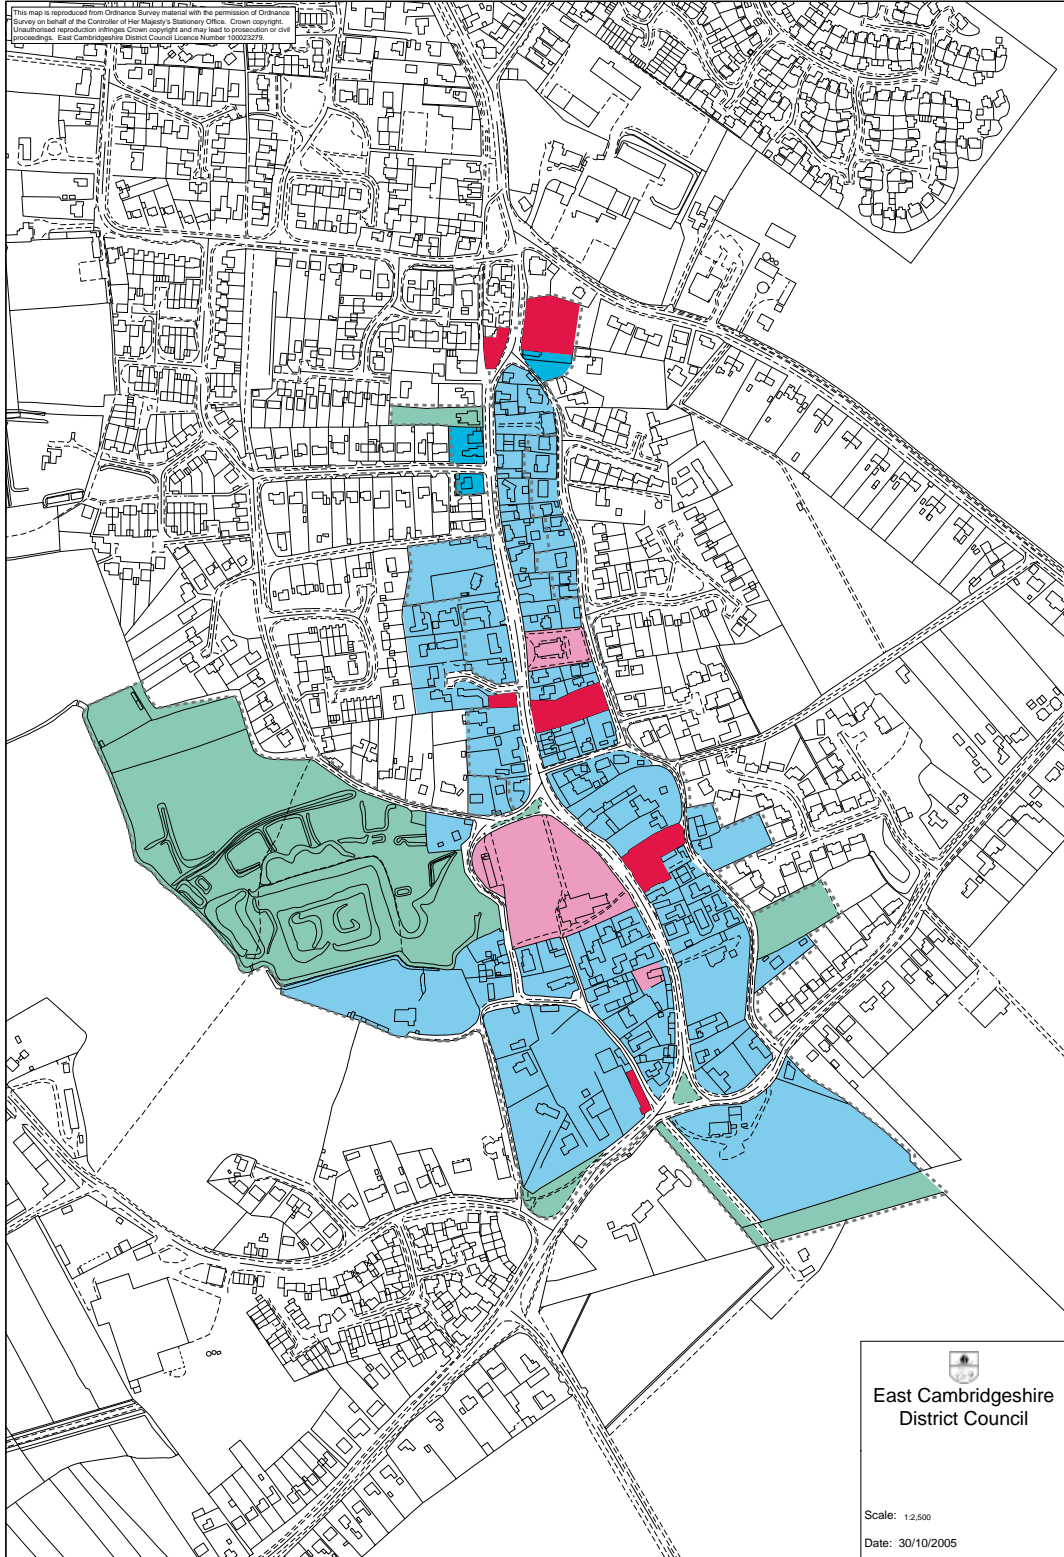 This map is reproduced from Ordnance Survey material with the permission of Ordnance
Survey on behalf of the Controller of Her Majesty's Stationery Office. Crown copyright.
Unauthorised reproduction infringes Crown copyright and may lead to prosecution or civil
proceedings. East Cambridgeshire District Council Licence Number 100023279.
East Cambridgeshire
District Council
Scale: 1:2,500
Date: 30/10/2005